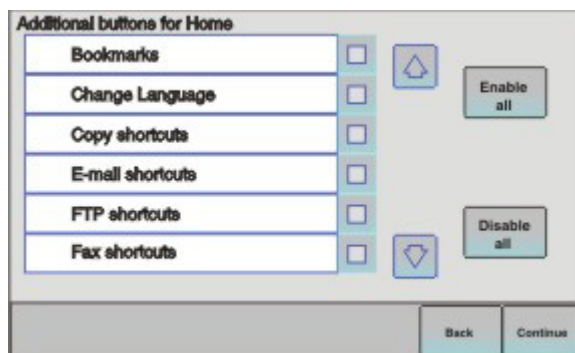 Additional buttons for Home
Bookmarks
Change Language
Copy shortcuts
E-mail shortcuts
FTP shortcuts
Fax shortcuts
Enable
all
Disable
all
Back
Continue